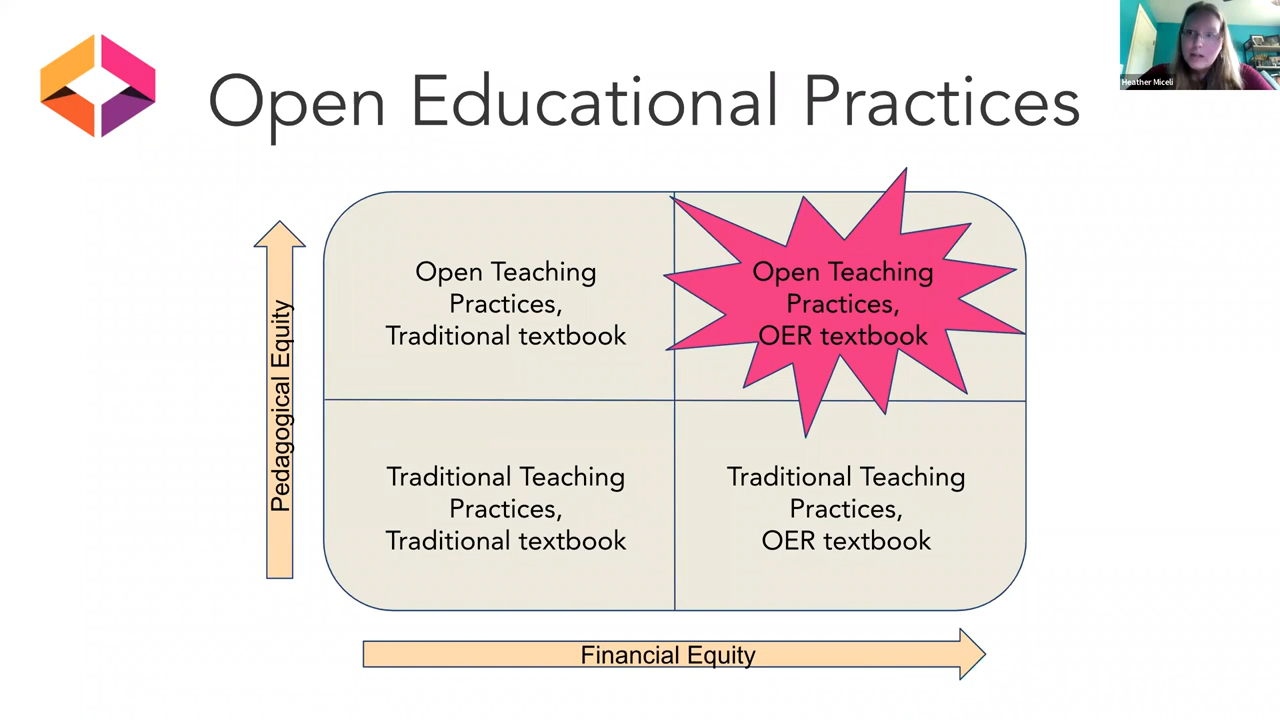 Open Educational Practices
Heather Miceli
Open Teaching
Practices,
Traditional textbook
Open Teaching
Practices,
OER textbook
Pedagogical Equity
Traditional Teaching
Practices,
Traditional textbook
Traditional Teaching
Practices,
OER textbook
Financial Equity